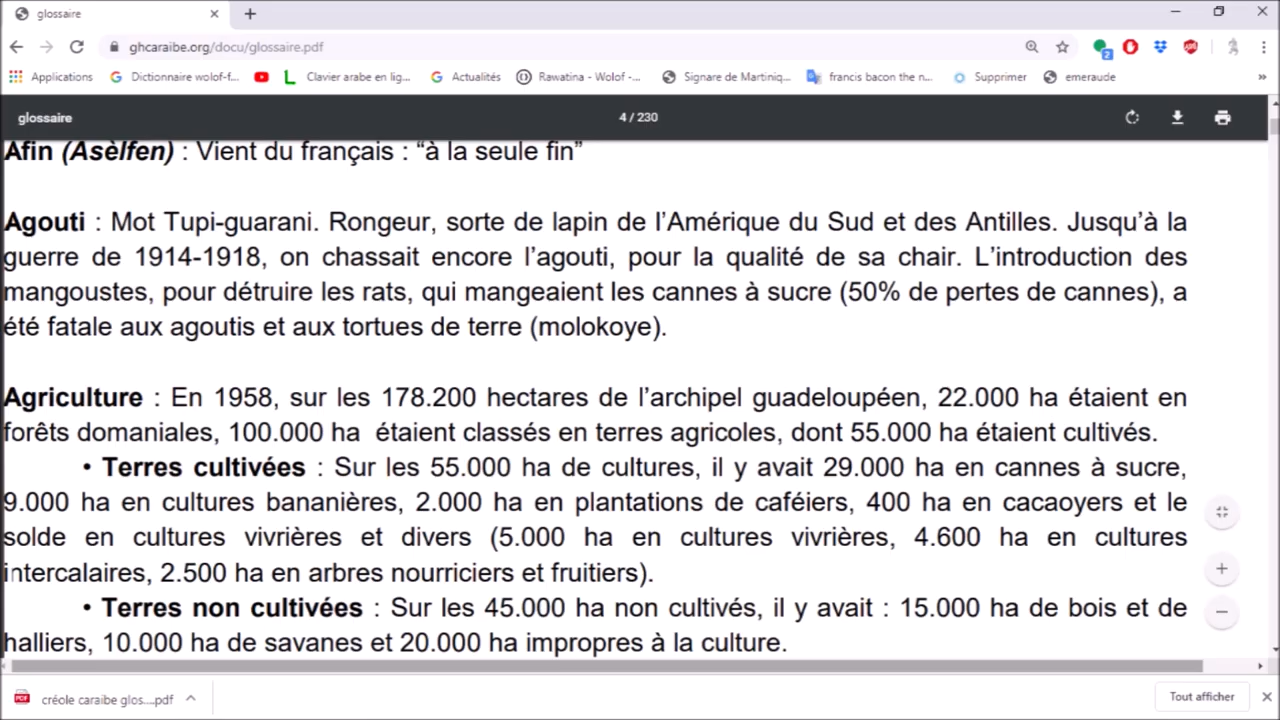 glossaire
ghcaraibe.org/docu/glossaire.pdf
2
Applications
Dictionnaire wolof-f...
Clavier arabe en lig...
Actualités
Rawatina - Wolof -...
Signare de Martiniq...
francis bacon the n...
Supprimer
emeraude
»
glossaire
4 / 230
Afin (Asèlfen) : Vient du français : “à la seule fin”
Agouti : Mot Tupi-guarani. Rongeur, sorte de lapin de l’Amérique du Sud et des Antilles. Jusqu’à la
guerre de 1914-1918, on chassait encore l’agouti, pour la qualité de sa chair. L’introduction des
mangoustes, pour détruire les rats, qui mangeaient les cannes à sucre (50% de pertes de cannes), a
été fatale aux agoutis et aux tortues de terre (molokoye).
Agriculture : En 1958, sur les 178.200 hectares de l’archipel guadeloupéen, 22.000 ha étaient en
forêts domaniales, 100.000 ha étaient classés en terres agricoles, dont 55.000 ha étaient cultivés.
• Terres cultivées : Sur les 55.000 ha de cultures, il y avait 29.000 ha en cannes à sucre,
9.000 ha en cultures bananières, 2.000 ha en plantations de caféiers, 400 ha en cacaoyers et le
solde en cultures vivrières et divers (5.000 ha en cultures vivrières, 4.600 ha en cultures
intercalaires, 2.500 ha en arbres nourriciers et fruitiers).
• Terres non cultivées : Sur les 45.000 ha non cultivés, il y avait : 15.000 ha de bois et de
halliers, 10.000 ha de savanes et 20.000 ha impropres à la culture.
créole caraibe glos....pdf
Tout afficher